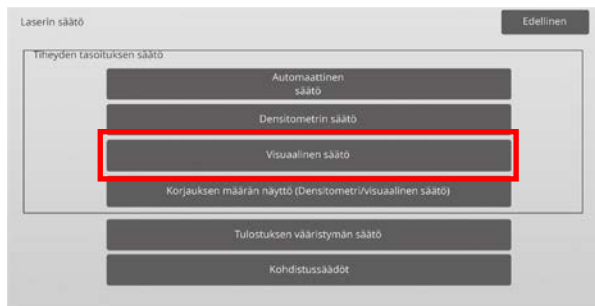 Laserin säätö
Edellinen
Tiheyden tasoituksen säätö
Automaattinen
säätö
Densitometrin säätö
Visuaalinen säätö
Korjauksen määrän näyttö (Densitometri/visuaalinen säätö)
Tulostuksen vääristymän säätö
Kohdistussäädöt